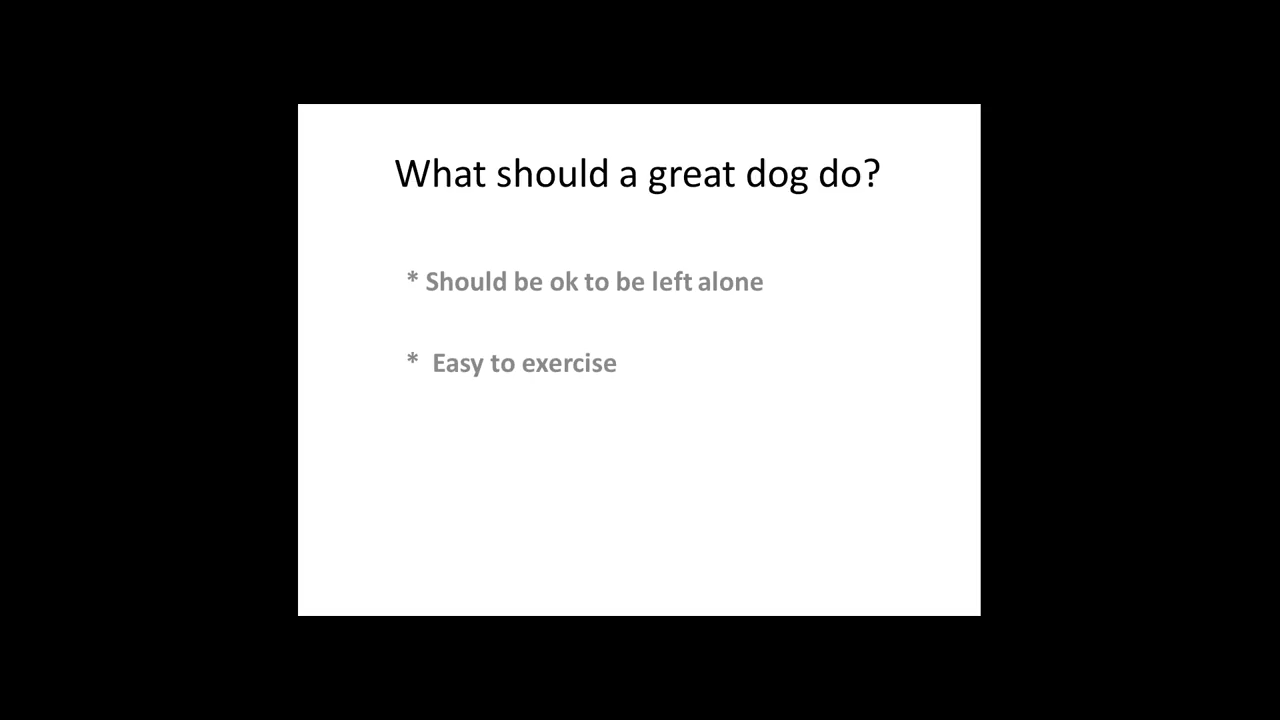 What should a great dog do?
* Should be ok to be left alone
* Easy to exercise